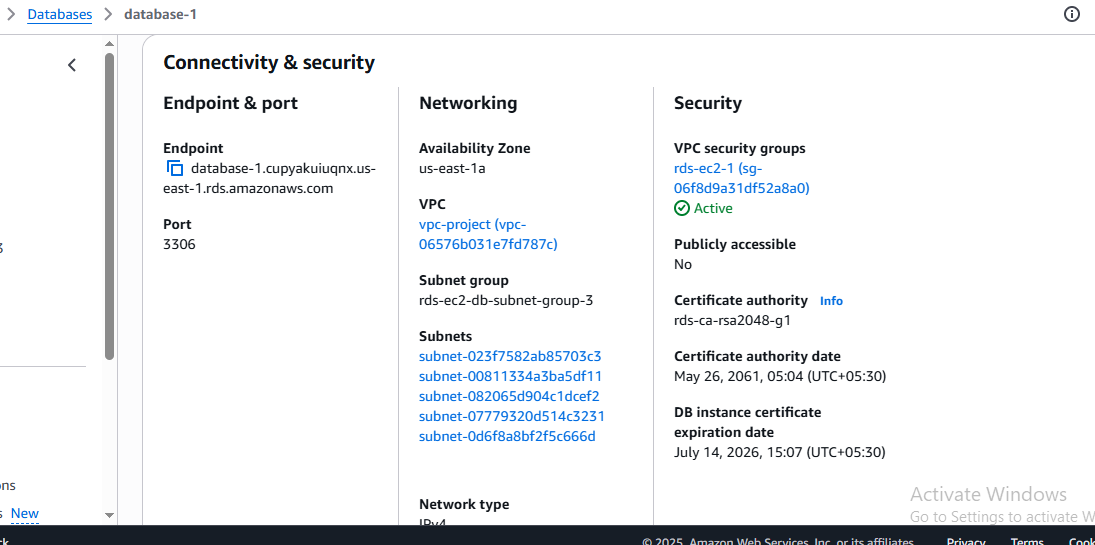 Databases
database-1
Connectivity & security
Endpoint & port
Endpoint
database-1.cupyakuiuqnx.us-
east-1.rds.amazonaws.com
Port
3306
Networking
Availability Zone
us-east-1a
VPC
vpc-project (vpc-
06576b031e7fd787c)
Subnet group
rds-ec2-db-subnet-group-3
Subnets
subnet-023f7582ab85703c3
subnet-00811334a3ba5df11
subnet-082065d904c1dcef2
subnet-07779320d514c3231
subnet-0d6f8a8bf2f5c666d
Network type
IPv4
Security
VPC security groups
rds-ec2-1 (sg-
06f8d9a31df52a8a0)
Active
Publicly accessible
No
Certificate authority Info
rds-ca-rsa2048-g1
Certificate authority date
May 26, 2061, 05:04 (UTC+05:30)
DB instance certificate
expiration date
July 14, 2026, 15:07 (UTC+05:30)
New
Activate Windows
Go to Settings to activate W
© 2025, Amazon Web Services, Inc. or its affiliates.
Privacy
Terms
Cook